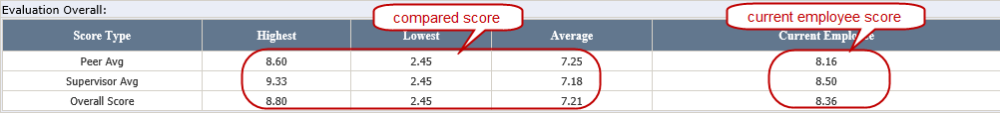 Evaluation Overall:
compared score
current employee score
Score Type Highest Lowest Average Current Employee
Peer Avg 8.60 2.45 7.25 8.16
Supervisor Avg 9.33 2.45 7.18 8.50
Overall Score 8.80 2.45 7.21 8.36